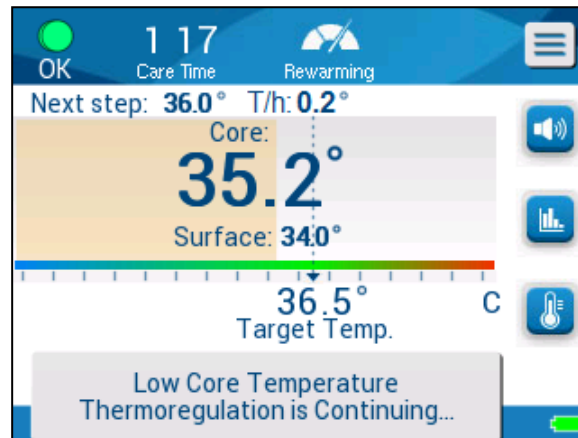 OK
1 17
Care Time
Rewarming
Next step: 36.0° T/h: 0.2°
Core:
35.2°
Surface: 34.0°
36.5° C
Target Temp.
Low Core Temperature
Thermoregulation is Continuing...